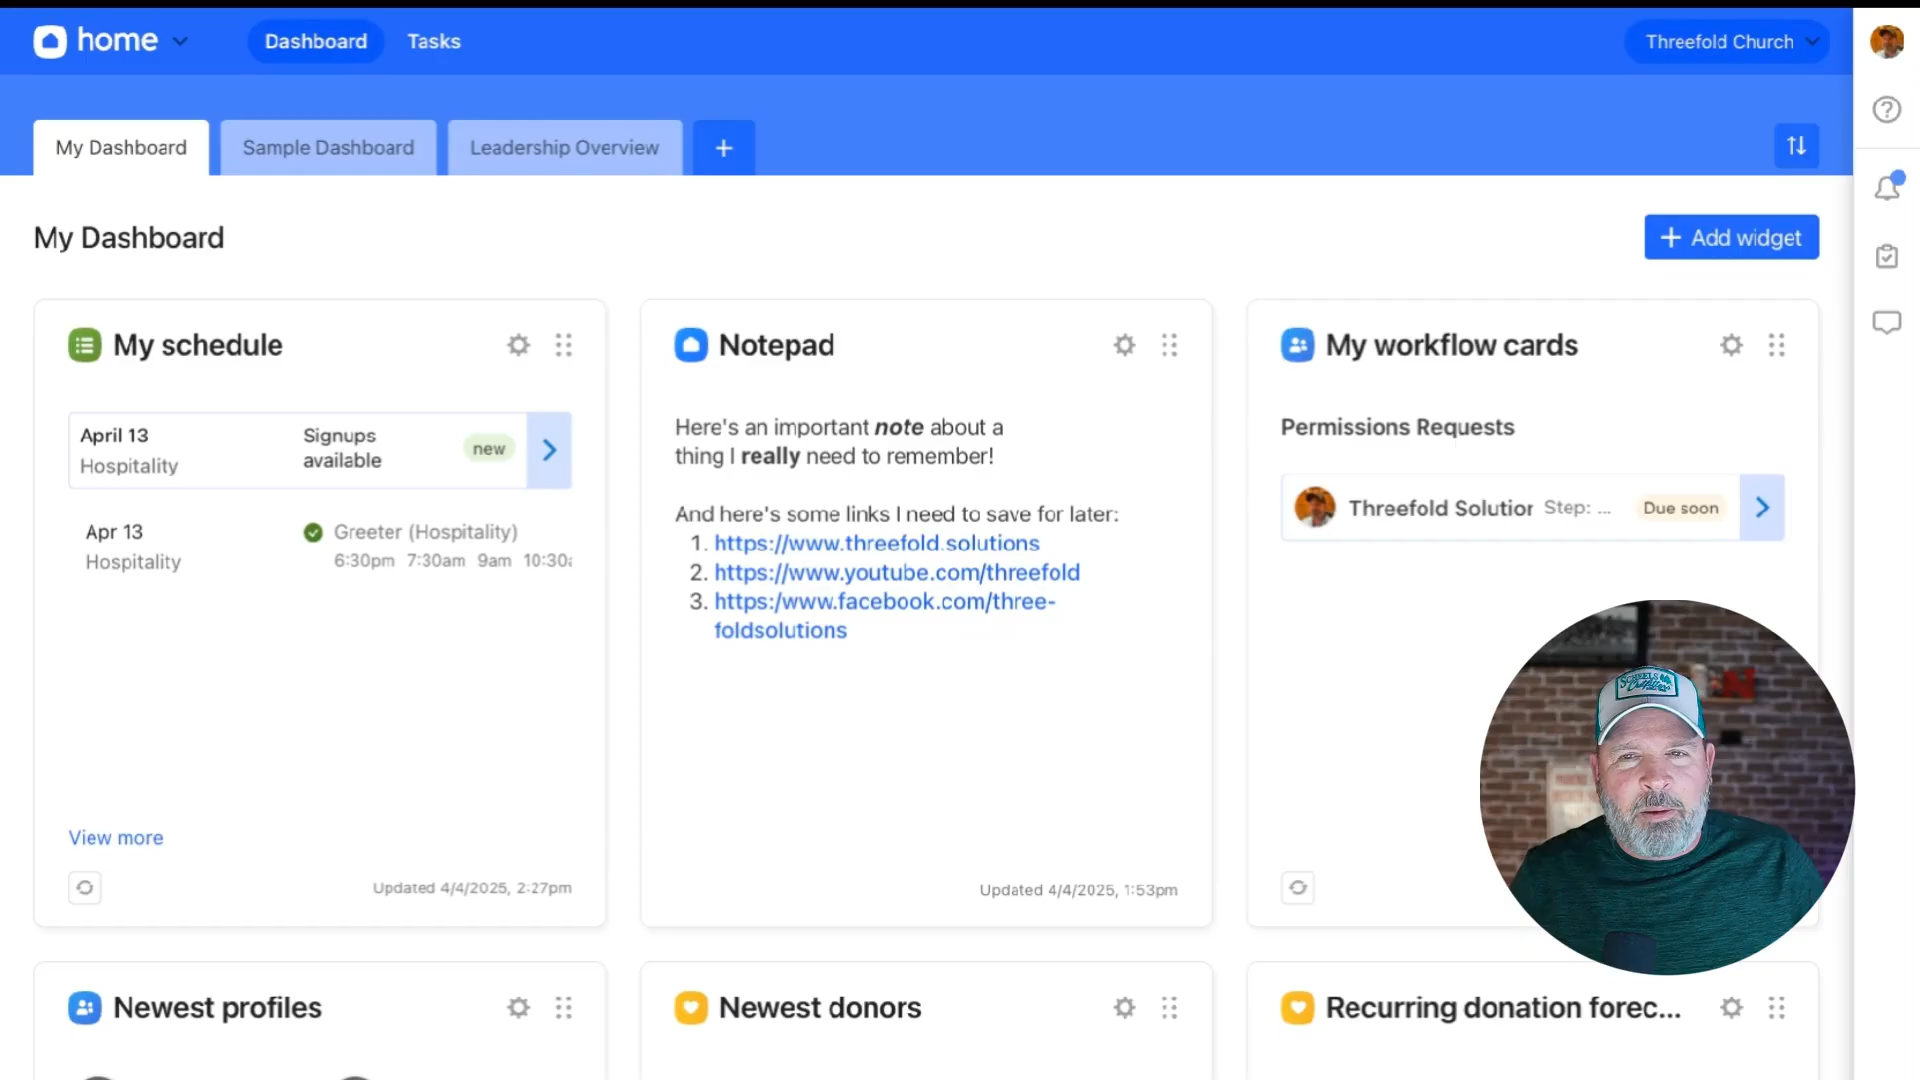 home
Dashboard
Tasks
Threefold Church
My Dashboard
Sample Dashboard
Leadership Overview
+
My Dashboard
+ Add widget
My schedule
April 13
Hospitality
Signups
available
new
Apr 13
Hospitality
Greeter (Hospitality)
6:30pm 7:30am 9am 10:30a
View more
Updated 4/4/2025, 2:27pm
Notepad
Here's an important note about a
thing I really need to remember!
And here's some links I need to save for later:
1. https://www.threefold.solutions
2. https://www.youtube.com/threefold
3. https:/www.facebook.com/three-
foldsolutions
Updated 4/4/2025, 1:53pm
My workflow cards
Permissions Requests
Threefold Solution Step: ... Due soon
SCHEELS
Outfitters
N
Newest profiles
Newest donors
Recurring donation forec...